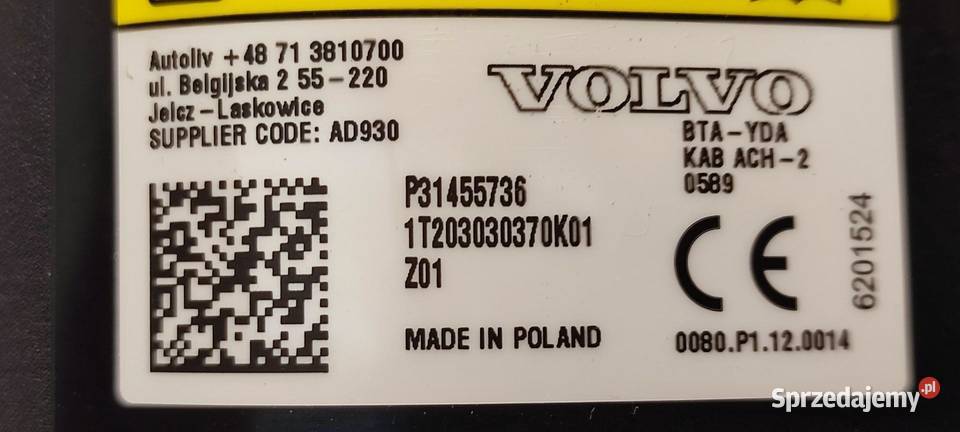 Autoliv +48 71 3810700
ul. Belgijska 2 55-220
Jelcz-Laskowice
SUPPLIER CODE: AD930
VOLVO
BTA-YDA
KAB ACH-2
0589
P31455736
1T203030370K01
Z01
CE
6201524
MADE IN POLAND
0080.P1.12.0014
Sprzedajemy.pl